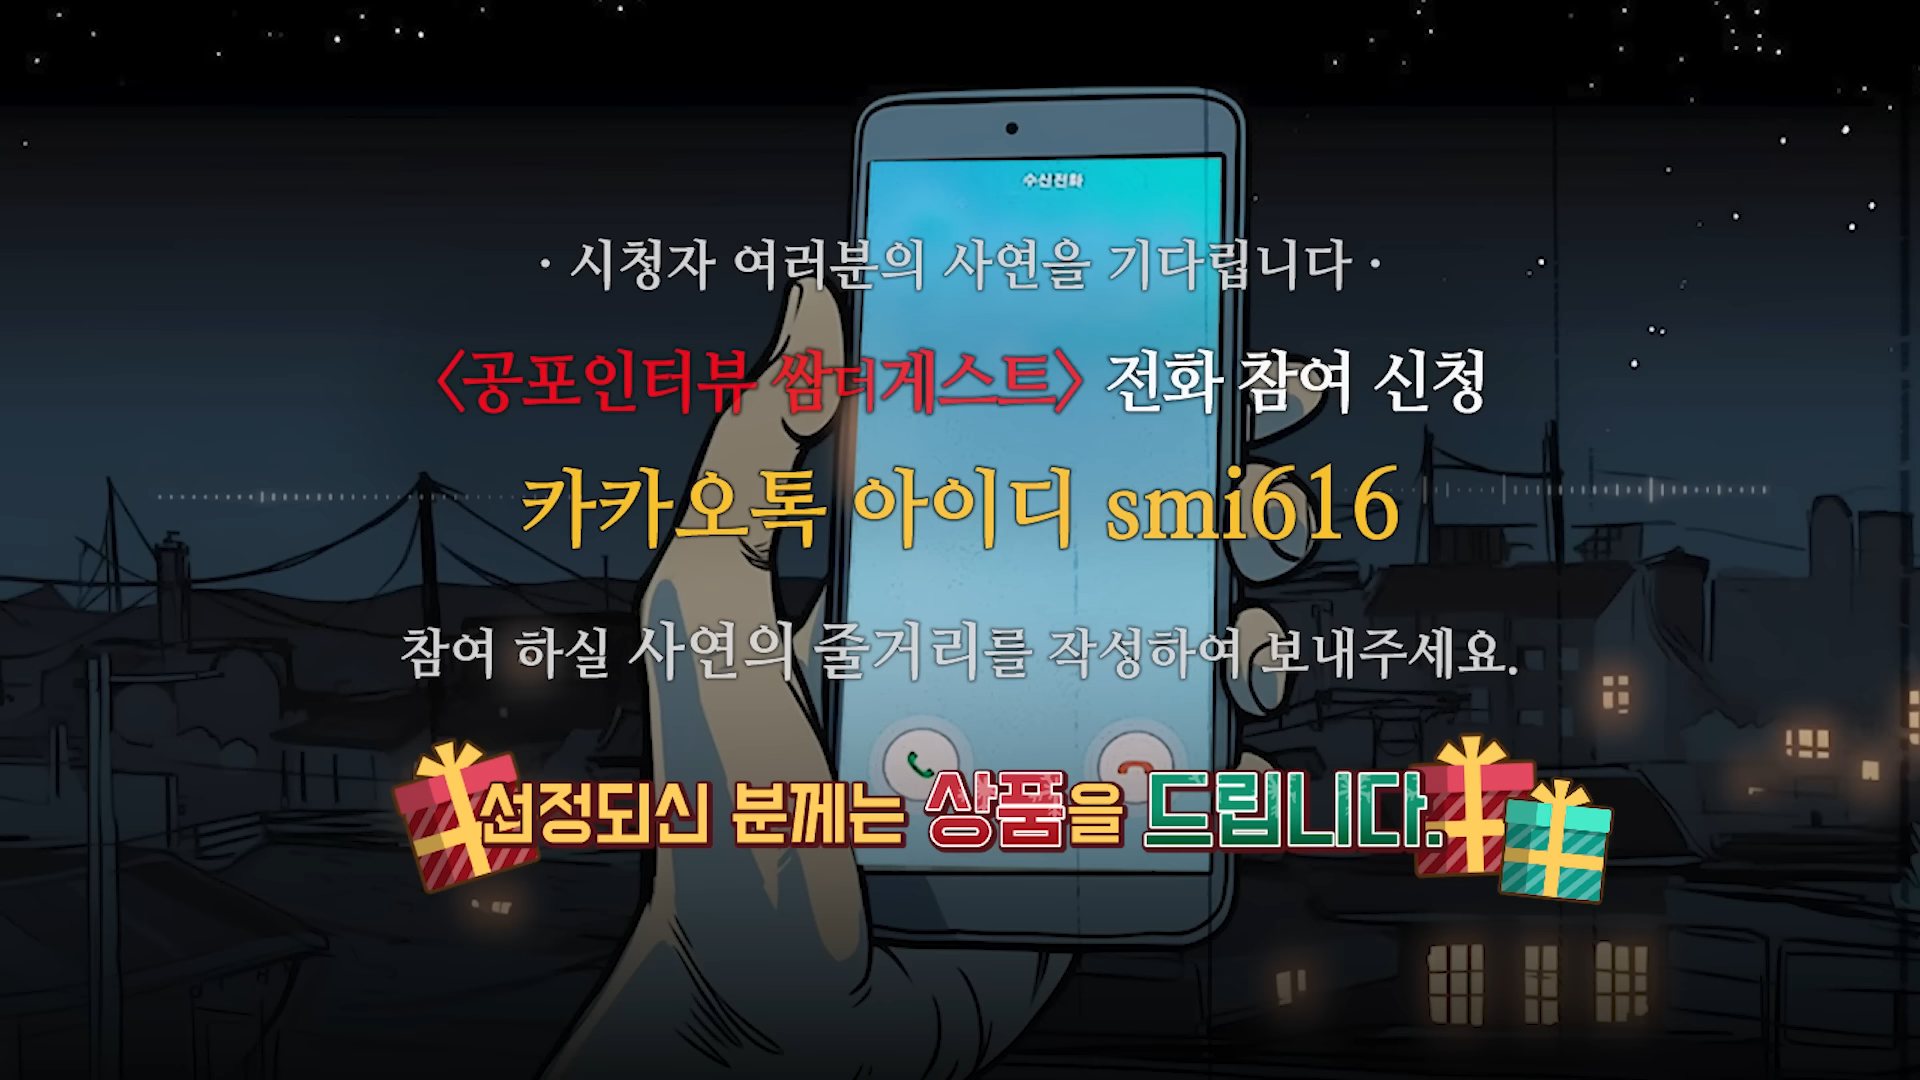 수신전화
· 시청자 여러분의 사연을 기다립니다 ·
<공포인터뷰 쌈더게스트> 전화 참여 신청
카카오톡 아이디 smi616
참여 하실 사연의 줄거리를 작성하여 보내주세요.
선정되신 분께는 상품을 드립니다.